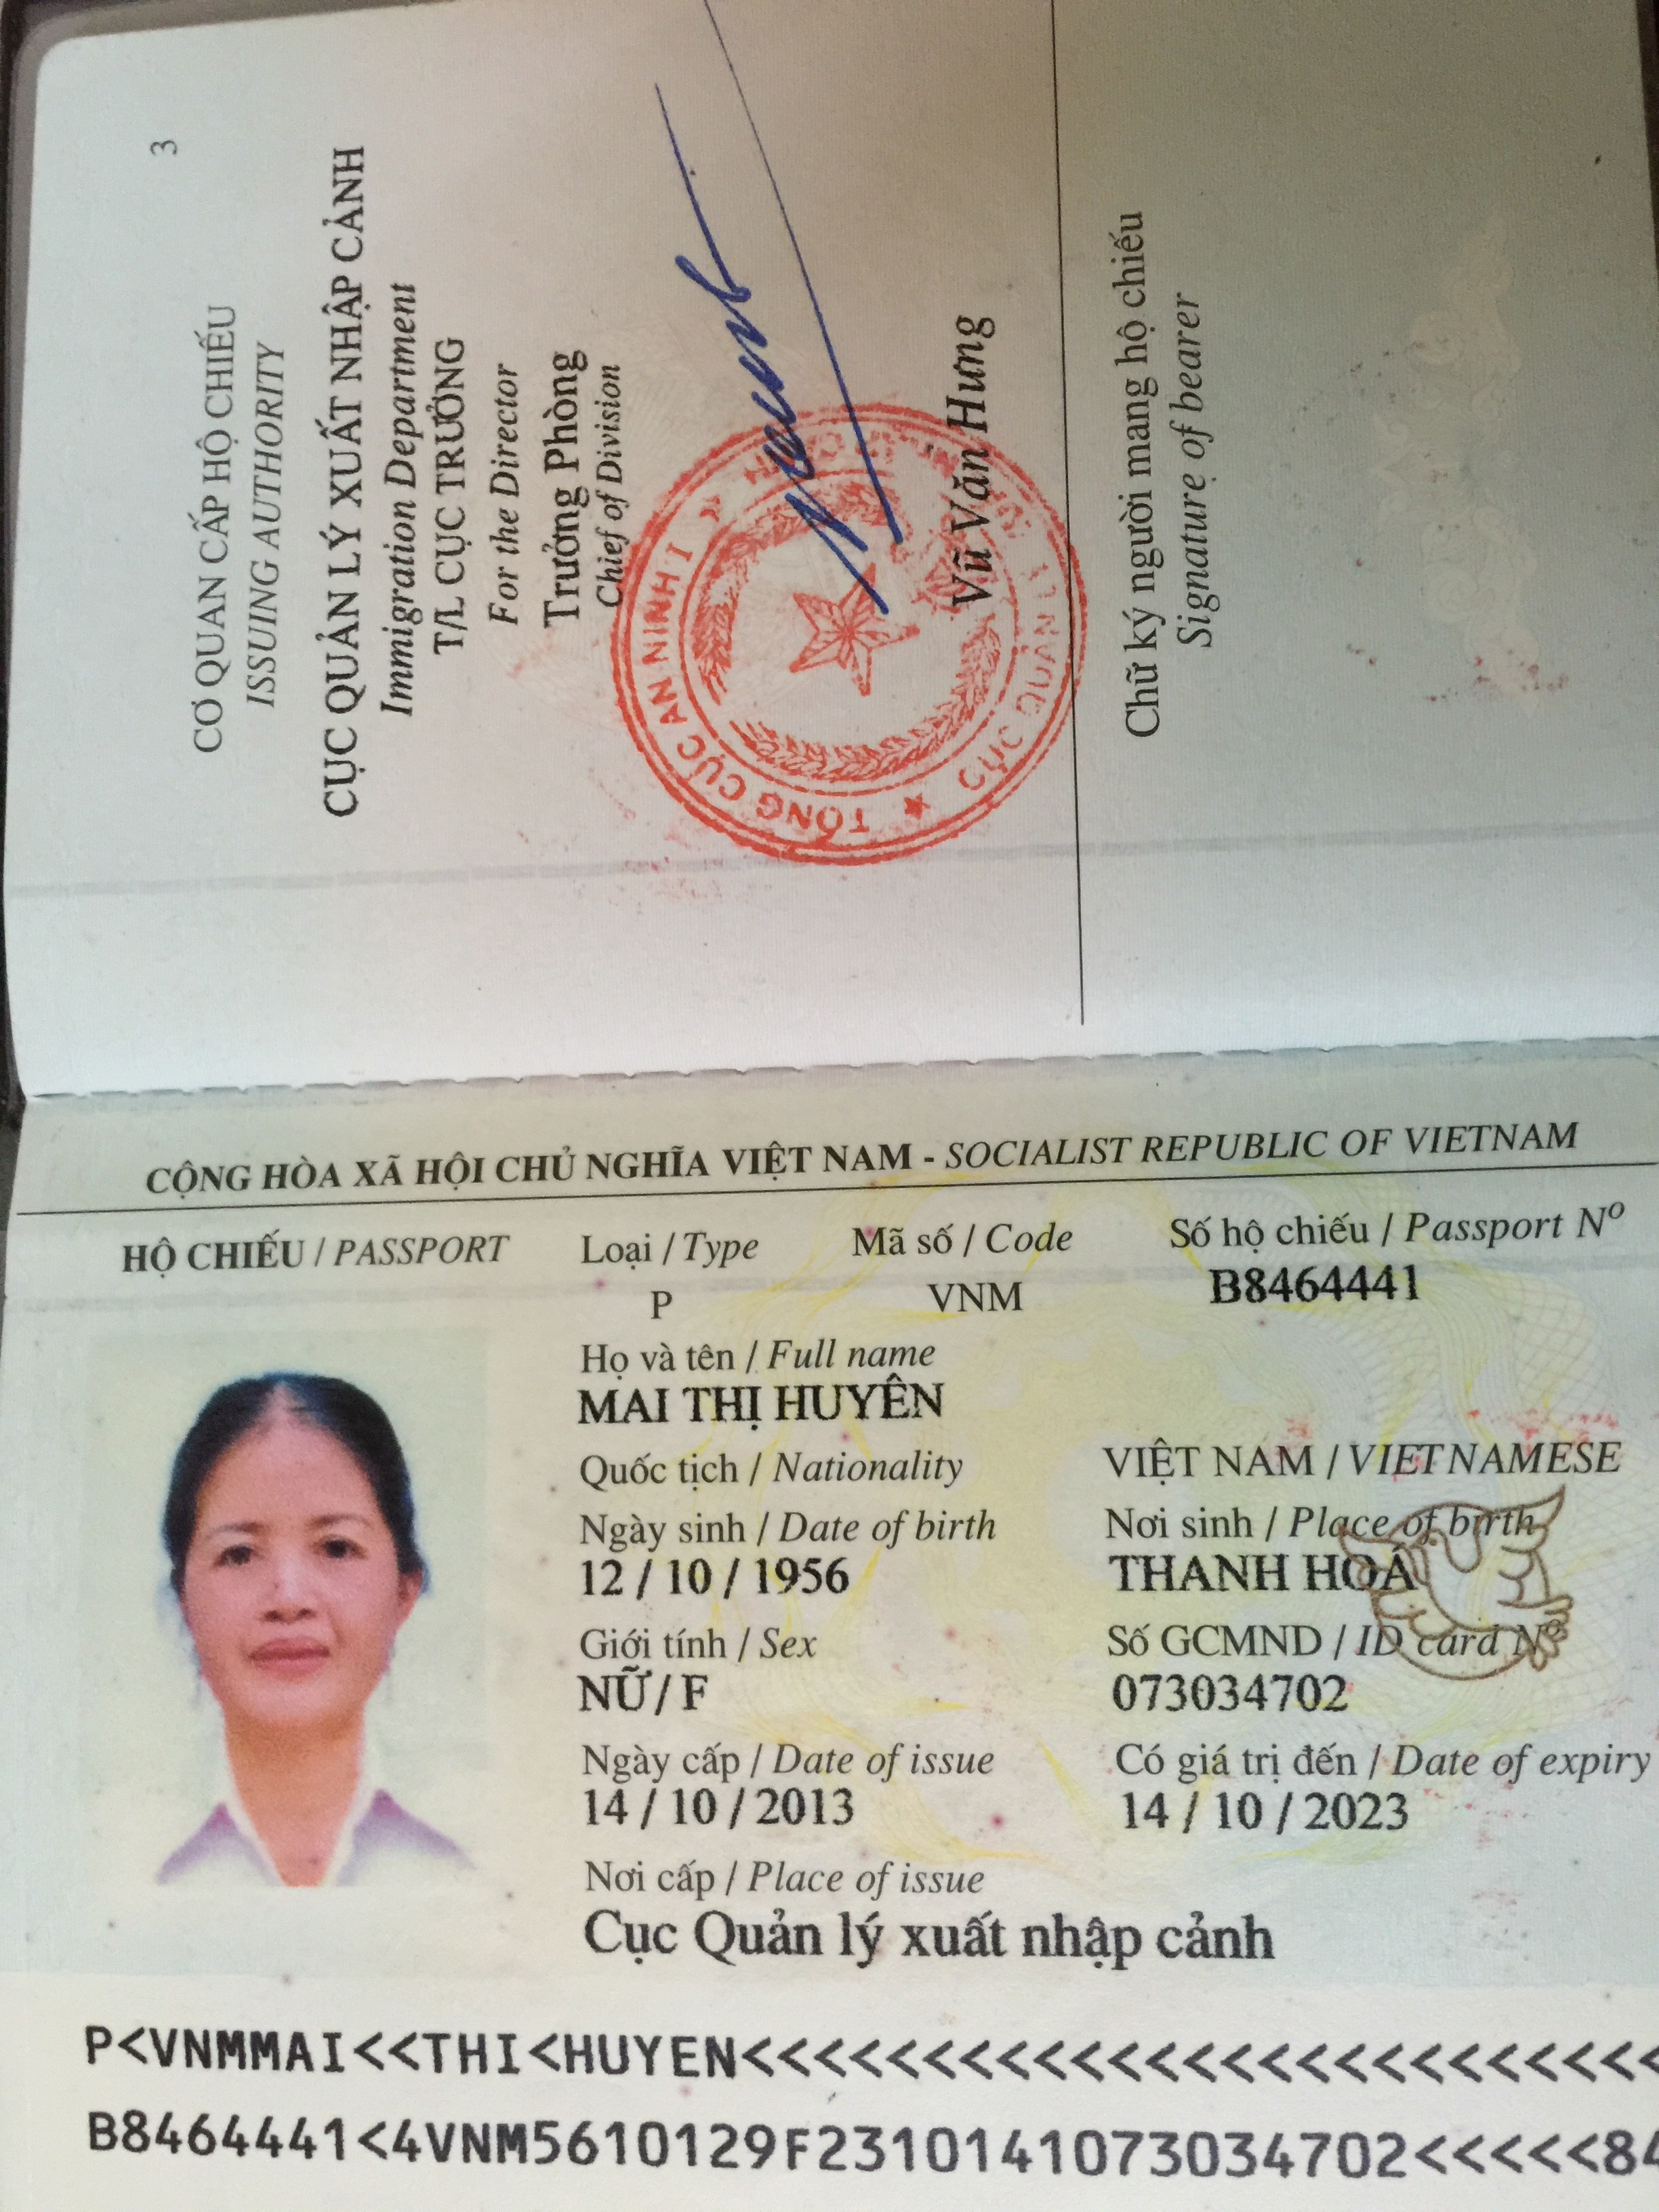 3
CƠ QUAN CẤP HỘ CHIẾU
ISSUING AUTHORITY
CỤC QUẢN LÝ XUẤT NHẬP CẢNH
Immigration Department
T/L CỤC TRƯỞNG
For the Director
Trưởng Phòng
Chief of Division
TỔNG CỤC AN NINH I
CỤC QUẢN LÝ
Vũ Văn Hưng
Chữ ký người mang hộ chiếu
Signature of bearer
CỘNG HÒA XÃ HỘI CHỦ NGHĨA VIỆT NAM - SOCIALIST REPUBLIC OF VIETNAM
HỘ CHIẾU / PASSPORT Loại / Type Mã số / Code Số hộ chiếu / Passport Nº
P VNM B8464441
Họ và tên / Full name
MAI THỊ HUYÊN
Quốc tịch / Nationality VIỆT NAM / VIETNAMESE
Ngày sinh / Date of birth Nơi sinh / Place of birth
12 / 10 / 1956 THANH HOÁ
Giới tính / Sex Số GCMND / ID card Nº
NỮ / F 073034702
Ngày cấp / Date of issue Có giá trị đến / Date of expiry
14 / 10 / 2013 14 / 10 / 2023
Nơi cấp / Place of issue
Cục Quản lý xuất nhập cảnh
P<VNMMAI<<THI<HUYEN<<<<<<<<<<<<<<<<<<<<<<<<<
B8464441<4VNM5610129F2310141073034702<<<<<84